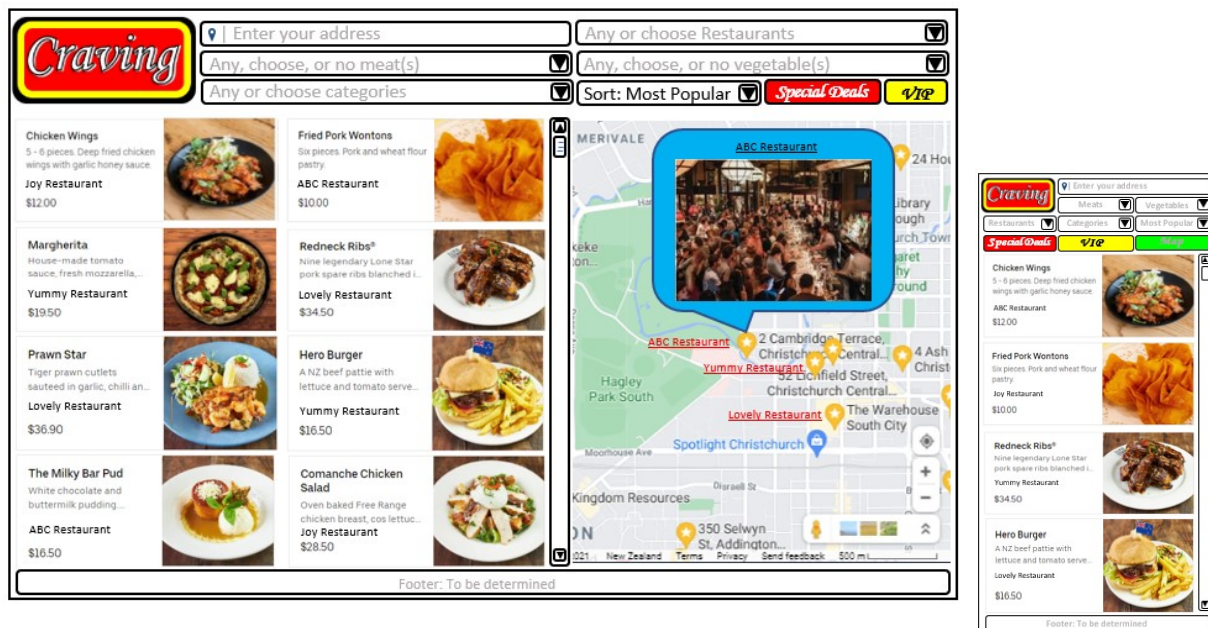 Craving
Enter your address
Any or choose Restaurants
Any, choose, or no meat(s)
Any, choose, or no vegetable(s)
Any or choose categories
Sort: Most Popular
Special Deals
VIP
Chicken Wings
5 - 6 pieces. Deep fried chicken
wings with garlic honey sauce.
Joy Restaurant
$12.00
Fried Pork Wontons
Six pieces. Pork and wheat flour
pastry.
ABC Restaurant
$10.00
Margherita
House-made tomato
sauce, fresh mozzarella,...
Yummy Restaurant
$19.50
Redneck Ribs®
Nine legendary Lone Star
pork spare ribs blanched i...
Lovely Restaurant
$34.50
Prawn Star
Tiger prawn cutlets
sauteed in garlic, chilli an...
Lovely Restaurant
$36.90
Hero Burger
A NZ beef pattie with
lettuce and tomato serve...
Yummy Restaurant
$16.50
The Milky Bar Pud
White chocolate and
buttermilk pudding...
ABC Restaurant
$16.50
Comanche Chicken
Salad
Oven baked Free Range
chicken breast, cos lettuc...
Joy Restaurant
$28.50
MERIVALE
ABC Restaurant
24 Hou
ibrary
ough
urch Town
aret
hy
round
keke
ton...
ABC Restaurant
2 Cambridge Terrace,
Christchurch Central...
4 Ash
Christ
Yummy Restaurant
52 Lichfield Street,
Christchurch Central...
Hagley
Park South
Lovely Restaurant
The Warehouse
South City
Spotlight Christchurch
Moorhouse Ave
Disraeli St
Kingdom Resources
ON
350 Selwyn
St, Addington...
2021
New Zealand
Terms
Privacy
Send feedback
500 m
Footer: To be determined
Craving
Enter your address
Meats
Vegetables
Restaurants
Categories
Most Popular
Special Deals
VIP
Map
Chicken Wings
5 - 6 pieces. Deep fried chicken
wings with garlic honey sauce.
ABC Restaurant
$12.00
Fried Pork Wontons
Six pieces. Pork and wheat flour
pastry.
Joy Restaurant
$10.00
Redneck Ribs®
Nine legendary Lone Star
pork spare ribs blanched i...
Yummy Restaurant
$34.50
Hero Burger
A NZ beef pattie with
lettuce and tomato serve...
Lovely Restaurant
$16.50
Footer: To be determined